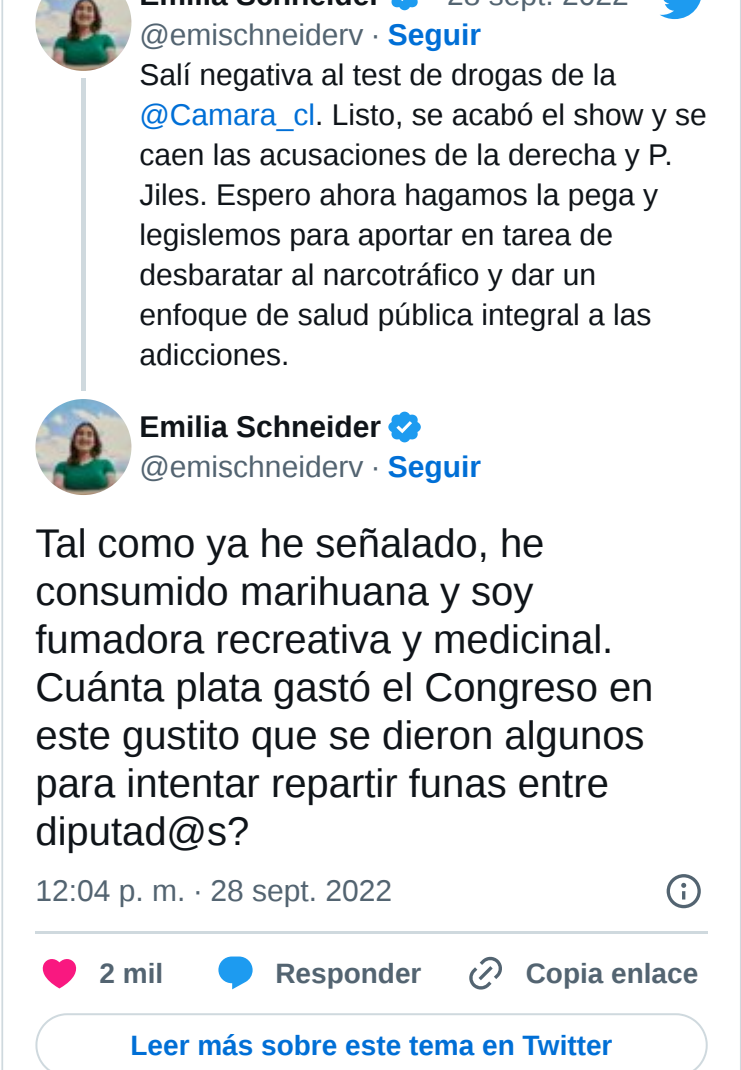 Emilia Schneider · 28 sept. 2022
@emischneiderv · Seguir
Salí negativa al test de drogas de la
@Camara_cl. Listo, se acabó el show y se
caen las acusaciones de la derecha y P.
Jiles. Espero ahora hagamos la pega y
legislemos para aportar en tarea de
desbaratar al narcotráfico y dar un
enfoque de salud pública integral a las
adicciones.
Emilia Schneider
@emischneiderv · Seguir
Tal como ya he señalado, he
consumido marihuana y soy
fumadora recreativa y medicinal.
Cuánta plata gastó el Congreso en
este gustito que se dieron algunos
para intentar repartir funas entre
diputad@s?
12:04 p. m. · 28 sept. 2022
2 mil Responder Copia enlace
Leer más sobre este tema en Twitter